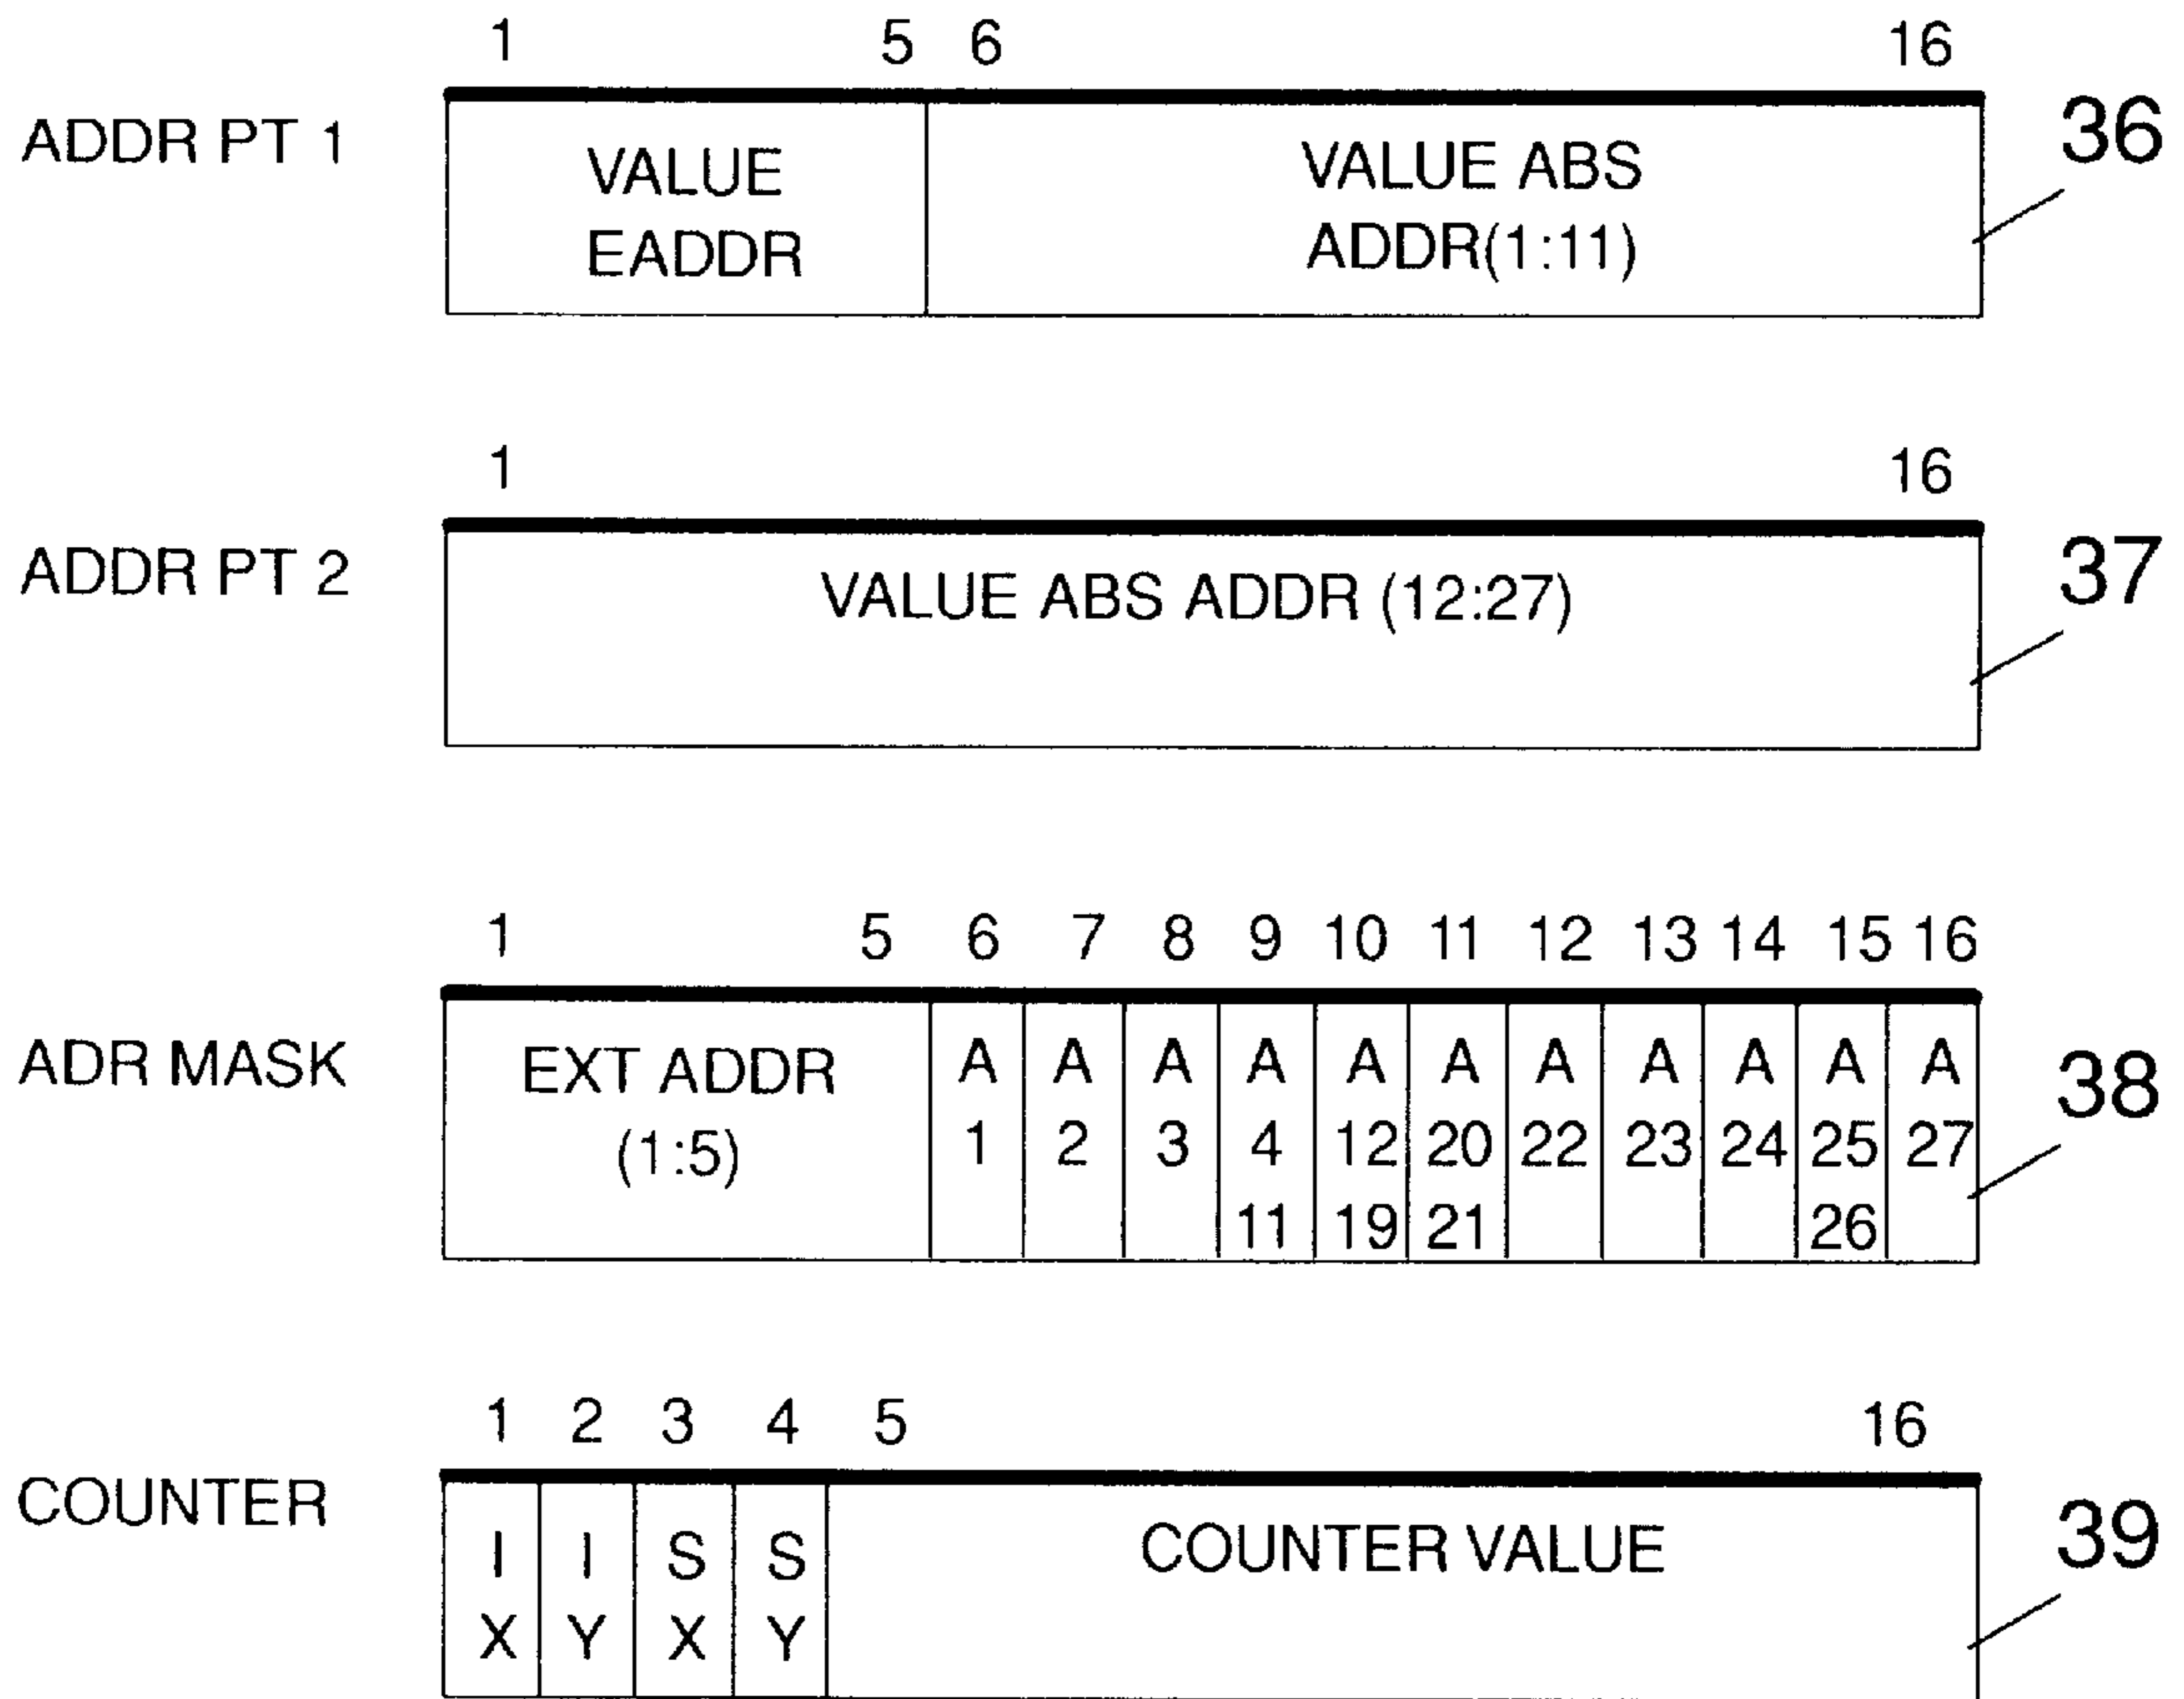 1 5 6 16
ADDR PT 1 VALUE EADDR VALUE ABS ADDR(1:11) 36
1 16
ADDR PT 2 VALUE ABS ADDR (12:27) 37
1 5 6 7 8 9 10 11 12 13 14 15 16
ADR MASK EXT ADDR A A A A A A A A A A A 38
(1:5) 1 2 3 4 12 20 22 23 24 25 27
11 19 21 26
1 2 3 4 5 16
COUNTER I I S S COUNTER VALUE 39
X Y X Y